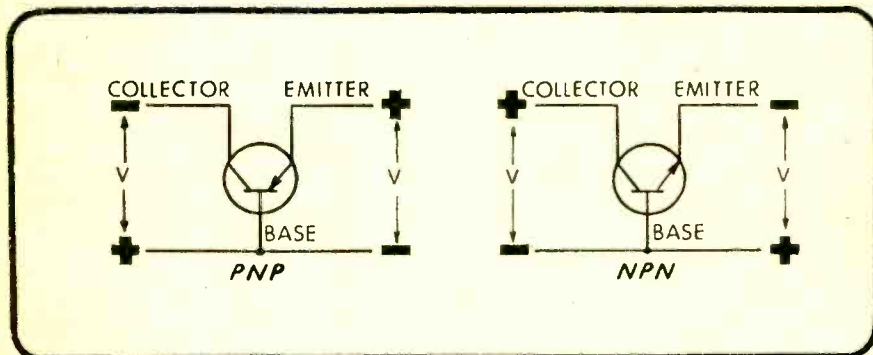 COLLECTOR EMITTER
- +
V V
+ -
BASE
PNP
COLLECTOR EMITTER
+ -
V V
- +
BASE
NPN